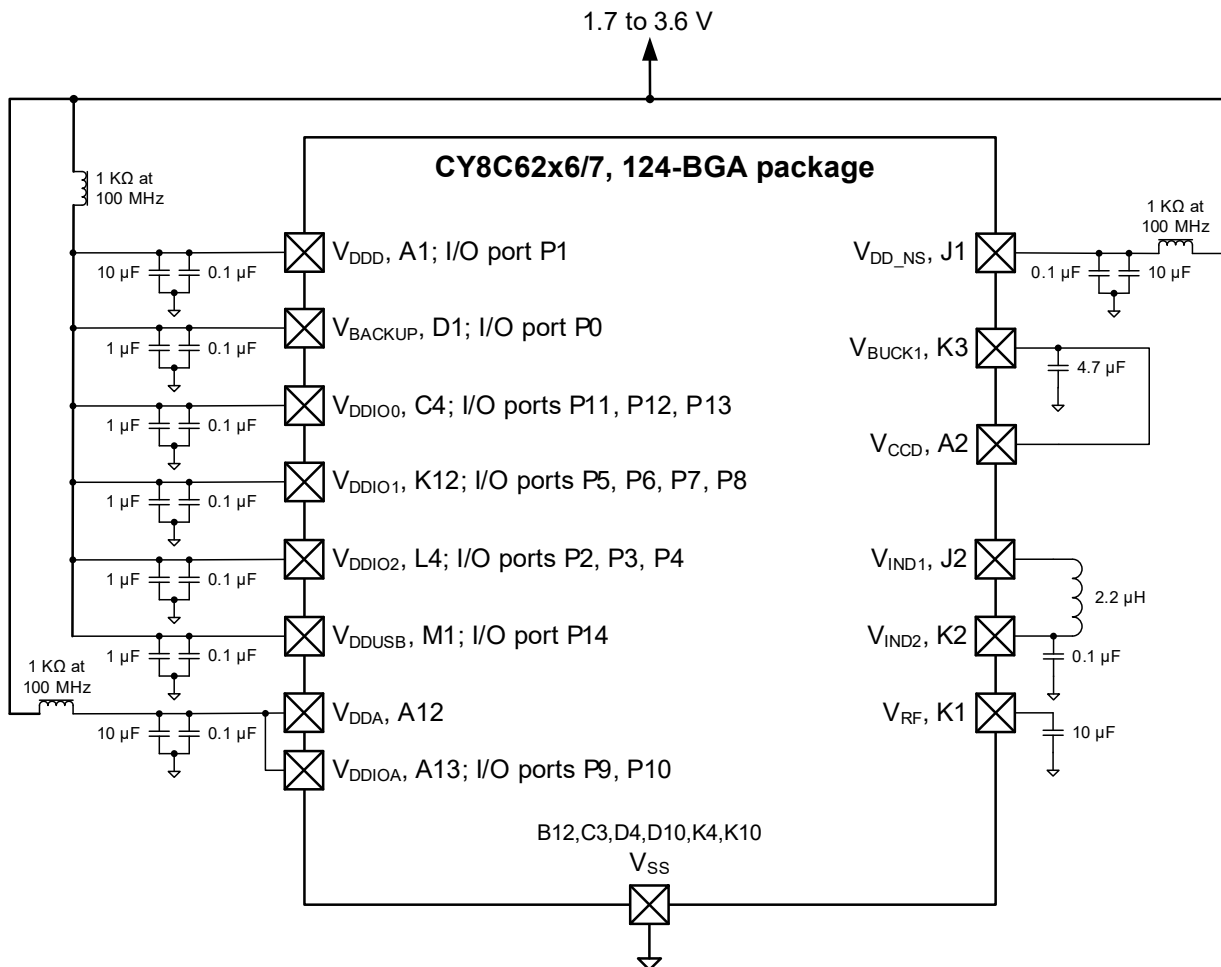 1.7 to 3.6 V
CY8C62x6/7, 124-BGA package
1 KΩ at
100 MHz
VDDD, A1; I/O port P1
10 µF
0.1 µF
VBACKUP, D1; I/O port P0
1 µF
0.1 µF
VDDIO0, C4; I/O ports P11, P12, P13
1 µF
0.1 µF
VDDIO1, K12; I/O ports P5, P6, P7, P8
1 µF
0.1 µF
VDDIO2, L4; I/O ports P2, P3, P4
1 µF
0.1 µF
VDDUSB, M1; I/O port P14
1 µF
0.1 µF
1 KΩ at
100 MHz
VDDA, A12
10 µF
0.1 µF
VDDIOA, A13; I/O ports P9, P10
1 KΩ at
100 MHz
VDD_NS, J1
0.1 µF
10 µF
VBUCK1, K3
4.7 µF
VCCD, A2
VIND1, J2
2.2 µH
VIND2, K2
0.1 µF
VRF, K1
10 µF
B12,C3,D4,D10,K4,K10
VSS